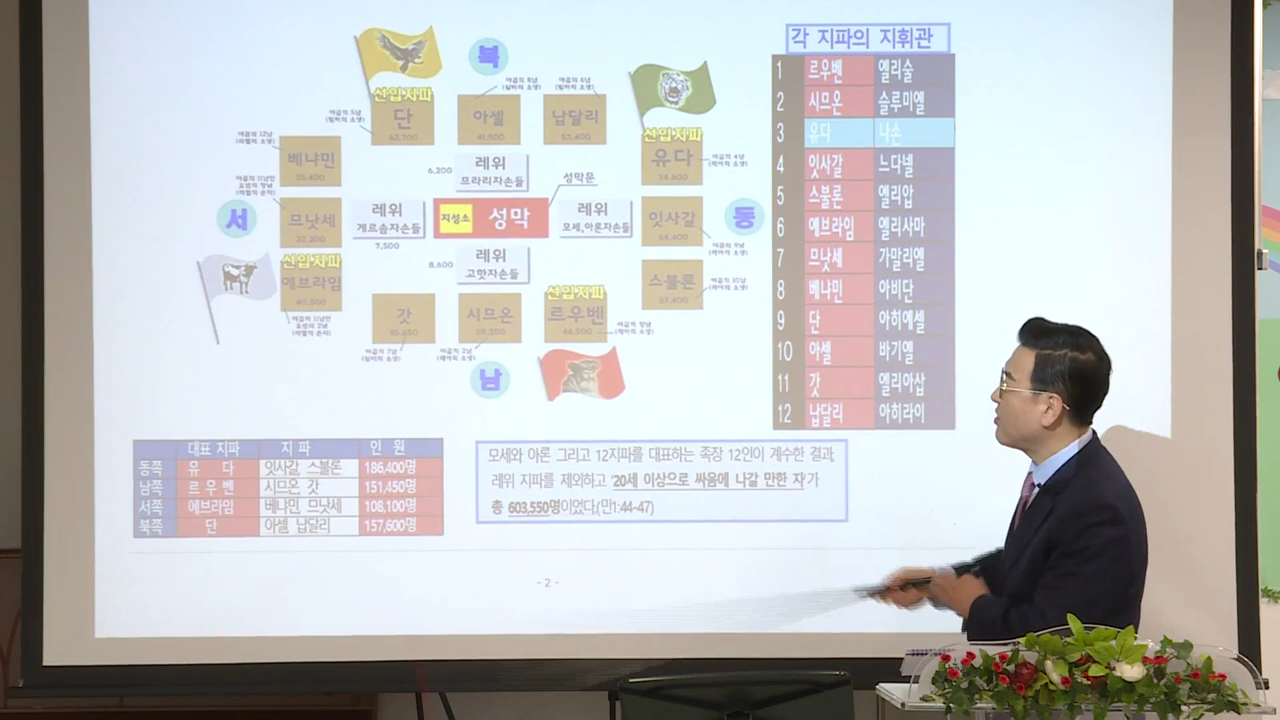 각 지파의 지휘관
1 르우벤 엘리술
2 시므온 슬루미엘
3 유다 나손
4 잇사갈 느다넬
5 스불론 엘리압
6 에브라임 엘리사마
7 므낫세 가말리엘
8 베냐민 아비단
9 단 아히에셀
10 아셀 바기엘
11 갓 엘리아삽
12 납달리 아히라이
북
선임지파
단
62,700
아셀
41,500
납달리
53,400
선임지파
유다
74,600
베냐민
35,400
6,200
레위
므라리자손들
성막문
서
므낫세
32,200
레위
게르솜자손들
7,500
지성소
성막
레위
모세,아론자손들
잇사갈
54,400
동
선임지파
에브라임
40,500
8,600
레위
고핫자손들
스불론
57,400
갓
45,650
시므온
59,300
선임지파
르우벤
46,500
남
대표 지파 지 파 인 원
동쪽 유 다 잇사갈 스불론 186,400명
남쪽 르 우 벤 시므온 갓 151,450명
서쪽 에브라임 베냐민 므낫세 108,100명
북쪽 단 아셀 납달리 157,600명
모세와 아론 그리고 12지파를 대표하는 족장 12인이 계수한 결과,
레위 지파를 제외하고 '20세 이상으로 싸움에 나갈 만한 자'가
총 603,550명이었다.(민1:44-47)
- 2 -